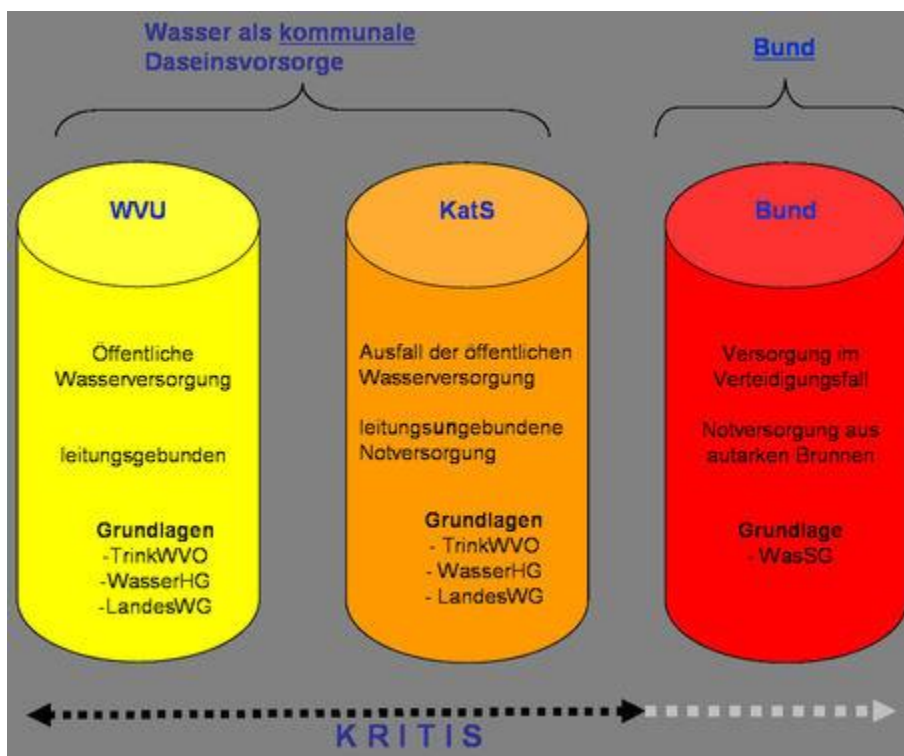 Wasser als kommunale
Daseinsvorsorge
Bund
WVU
Öffentliche
Wasserversorgung
leitungsgebunden
Grundlagen
-TrinkWVO
-WasserHG
-LandesWG
KatS
Ausfall der öffentlichen
Wasserversorgung
leitungsungebundene
Notversorgung
Grundlagen
- TrinkWVO
- WasserHG
- LandesWG
Bund
Versorgung im
Verteidigungsfall
Notversorgung aus
autarken Brunnen
Grundlage
- WasSG
K R I T I S